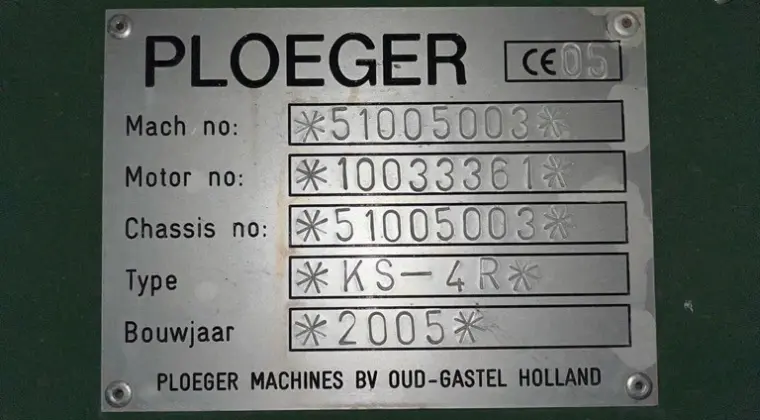 PLOEGER CE 05
Mach no: *51005003*
Motor no: *10033361*
Chassis no: *51005003*
Type *KS-4R*
Bouwjaar *2005*
PLOEGER MACHINES BV OUD-GASTEL HOLLAND